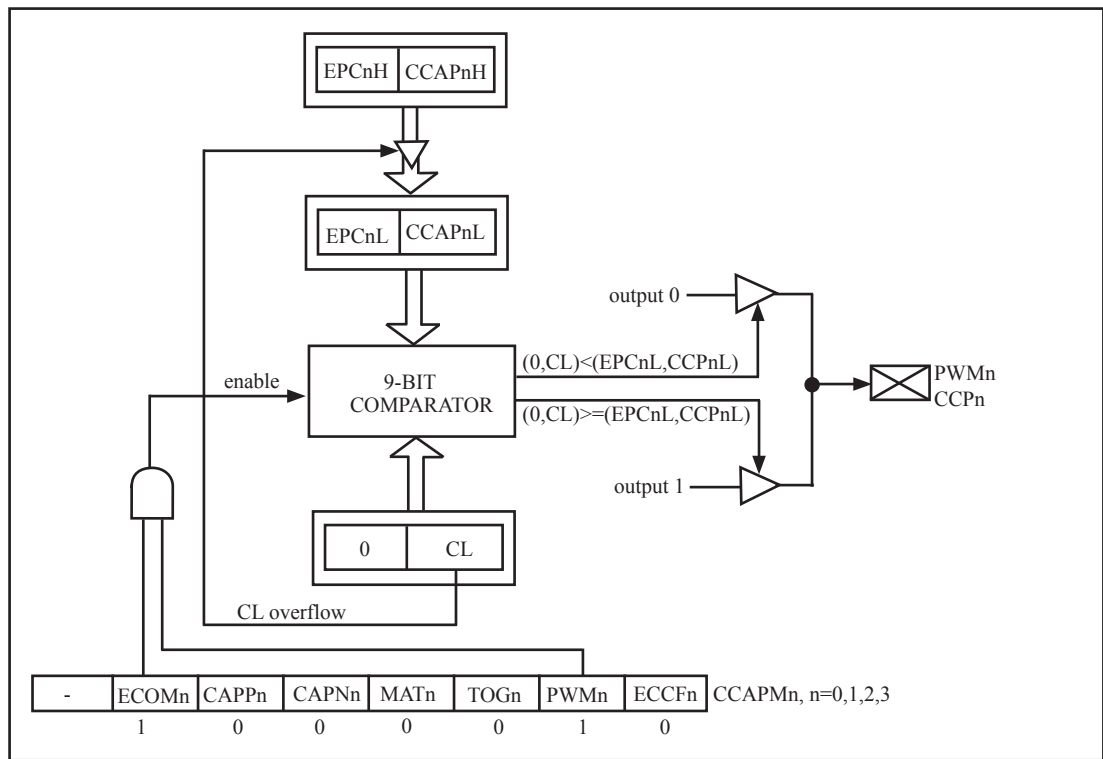 EPCnH CCAPnH
EPCnL CCAPnL
output 0
(0,CL)<(EPCnL,CCPnL)
enable
9-BIT
COMPARATOR
PWMn
CCPn
(0,CL)>=(EPCnL,CCPnL)
output 1
0 CL
CL overflow
- ECOMn CAPPn CAPNn MATn TOGn PWMn ECCFn CCAPMn, n=0,1,2,3
1 0 0 0 0 1 0